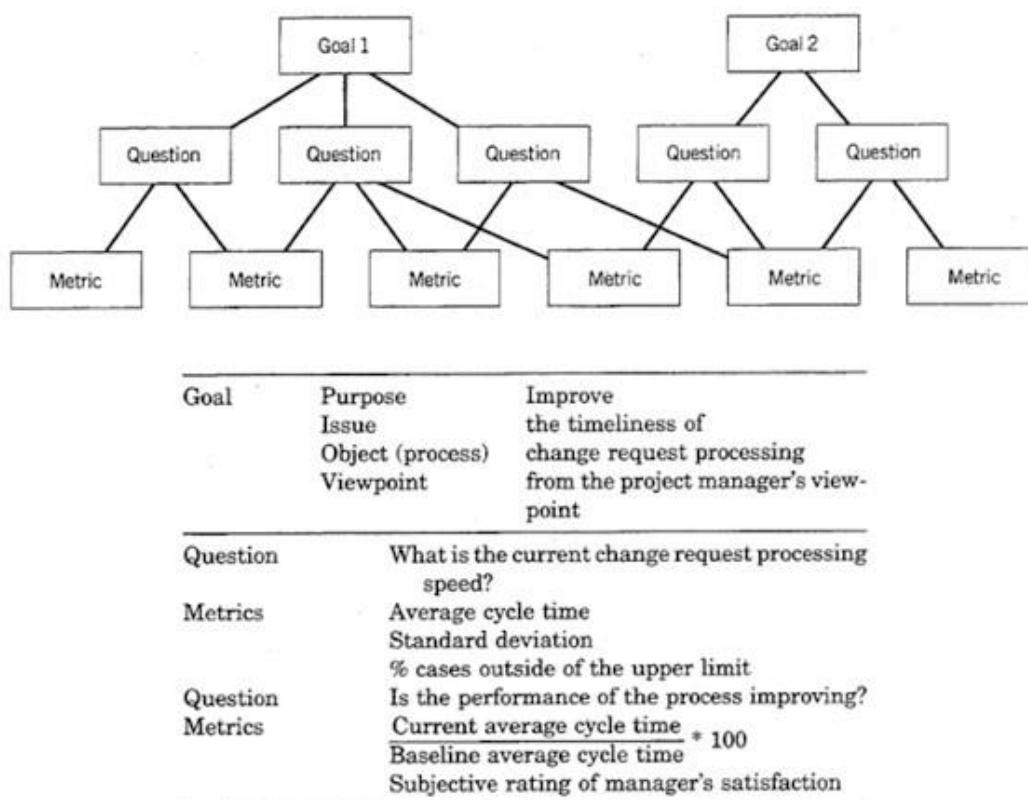 Goal 1
Goal 2
Question
Question
Question
Question
Question
Metric
Metric
Metric
Metric
Metric
Metric
Goal Purpose Improve
Issue the timeliness of
Object (process) change request processing
Viewpoint from the project manager's view-
point
Question What is the current change request processing
speed?
Metrics Average cycle time
Standard deviation
% cases outside of the upper limit
Question Is the performance of the process improving?
Metrics Current average cycle time
Baseline average cycle time * 100
Subjective rating of manager's satisfaction